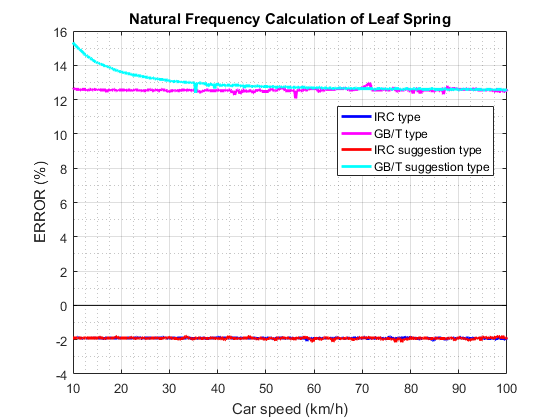 Natural Frequency Calculation of Leaf Spring
16
14
12
10
8
6
4
2
0
-2
-4
ERROR (%)
IRC type
GB/T type
IRC suggestion type
GB/T suggestion type
10 20 30 40 50 60 70 80 90 100
Car speed (km/h)